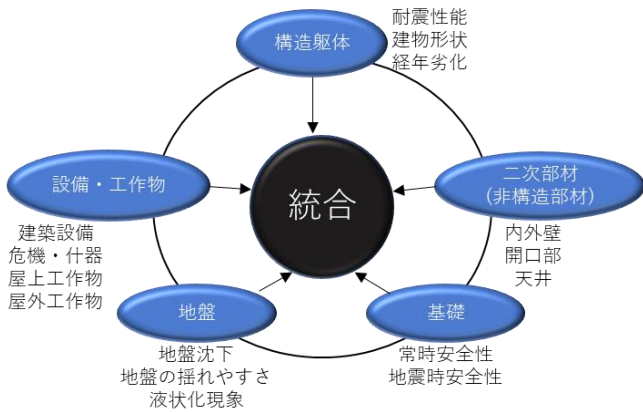 構造躯体
耐震性能
建物形状
経年劣化
設備・工作物
建築設備
危機・什器
屋上工作物
屋外工作物
統合
二次部材
(非構造部材)
内外壁
開口部
天井
地盤
地盤沈下
地盤の揺れやすさ
液状化現象
基礎
常時安全性
地震時安全性